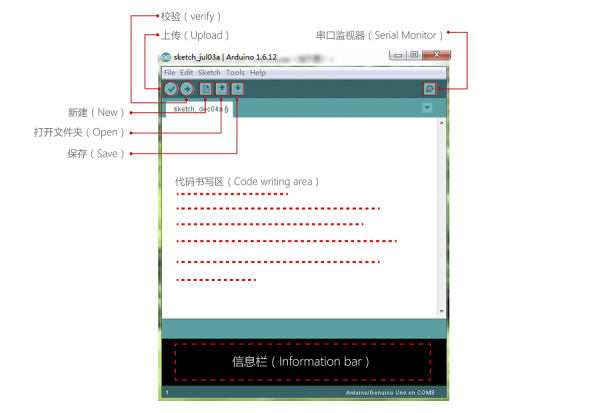 校验（verify）
上传（Upload）
串口监视器（Serial Monitor）
sketch_jul03a | Arduino 1.6.12
File Edit Sketch Tools Help
新建（New）
sketch_dec04a §
打开文件夹（Open）
保存（Save）
代码书写区（Code writing area）
信息栏（Information bar）
1
Arduino/Genuino Uno on COM3